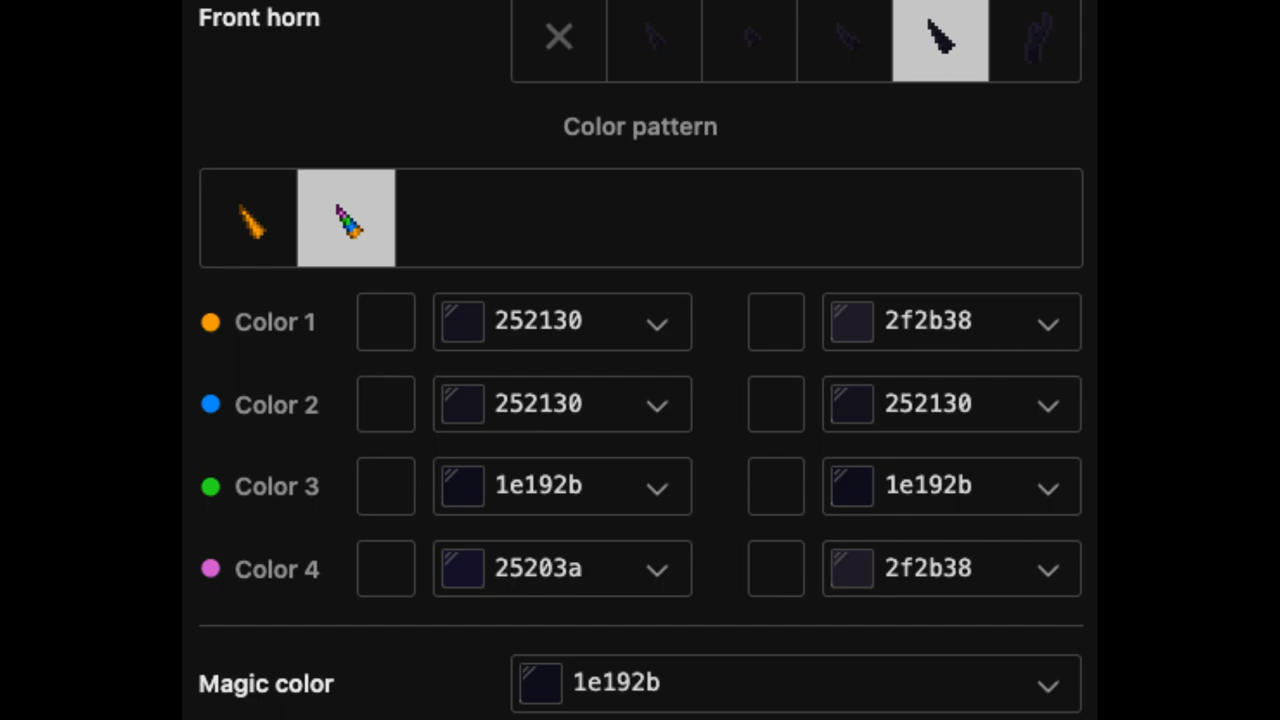 Front horn
Color pattern
Color 1 252130 2f2b38
Color 2 252130 252130
Color 3 1e192b 1e192b
Color 4 25203a 2f2b38
Magic color 1e192b